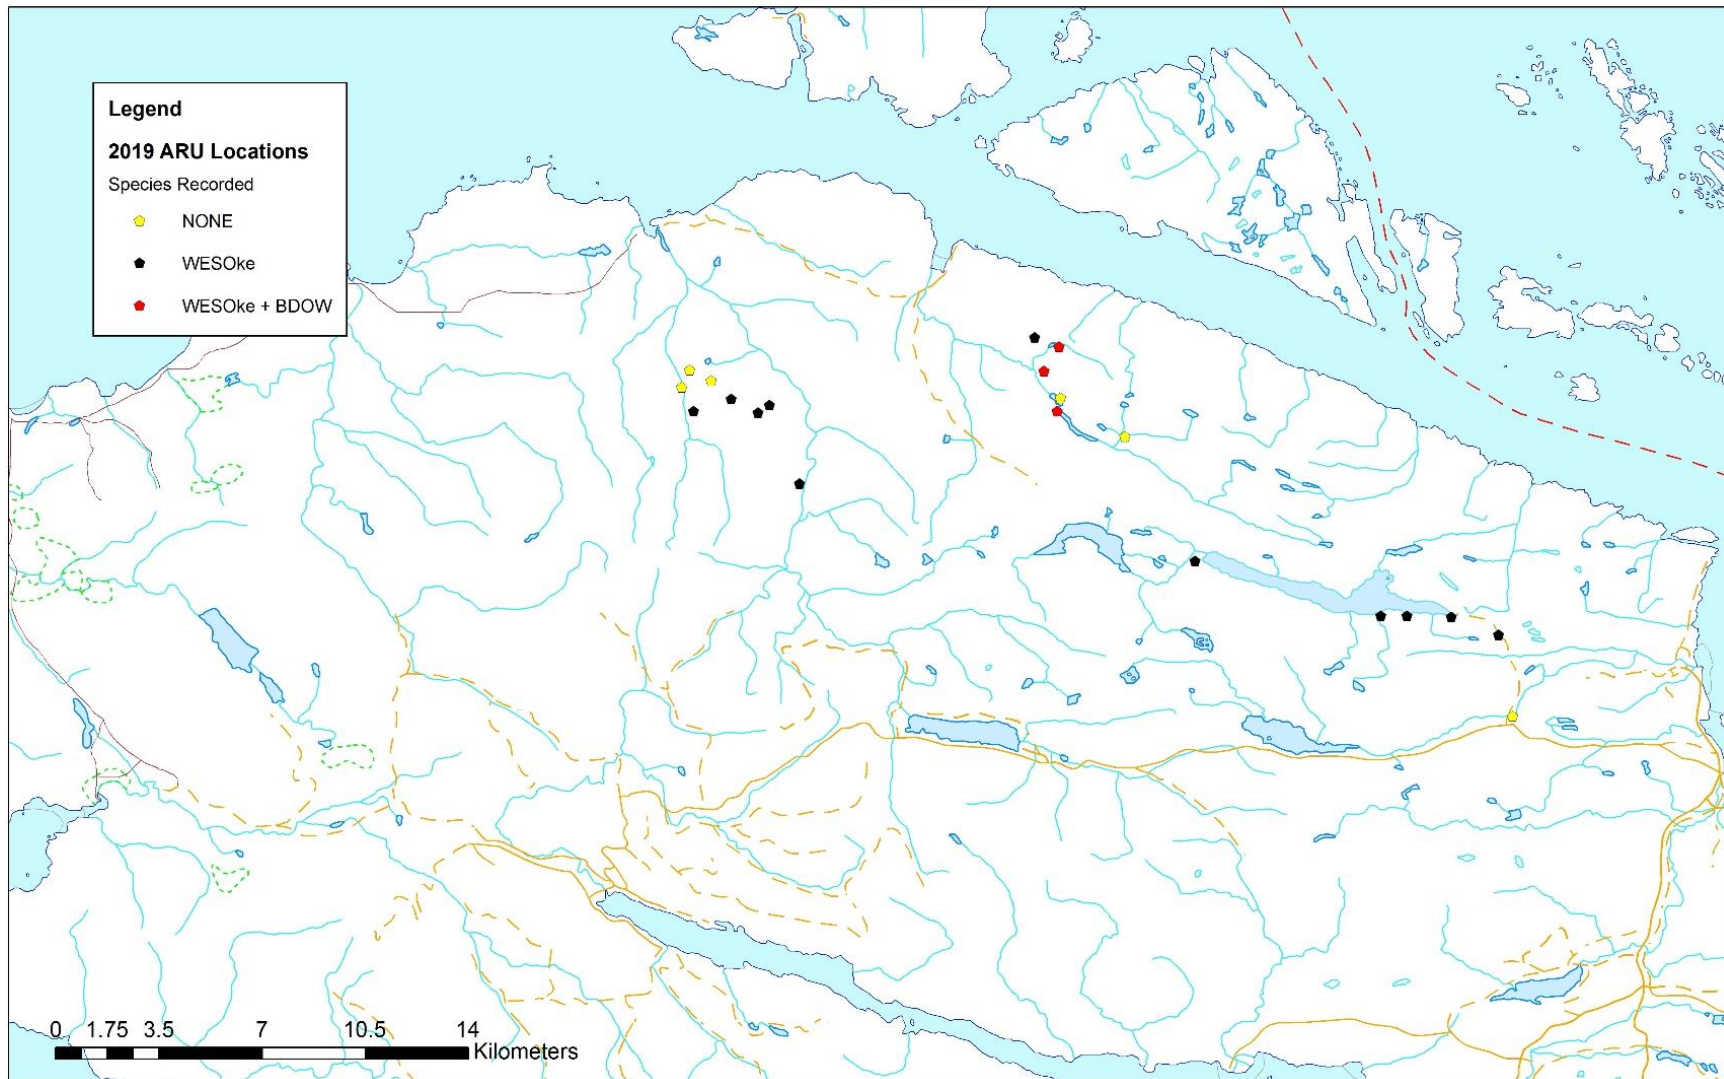 Legend
2019 ARU Locations
Species Recorded
NONE
WESOke
WESOke + BDOW
0 1.75 3.5 7 10.5 14
Kilometers